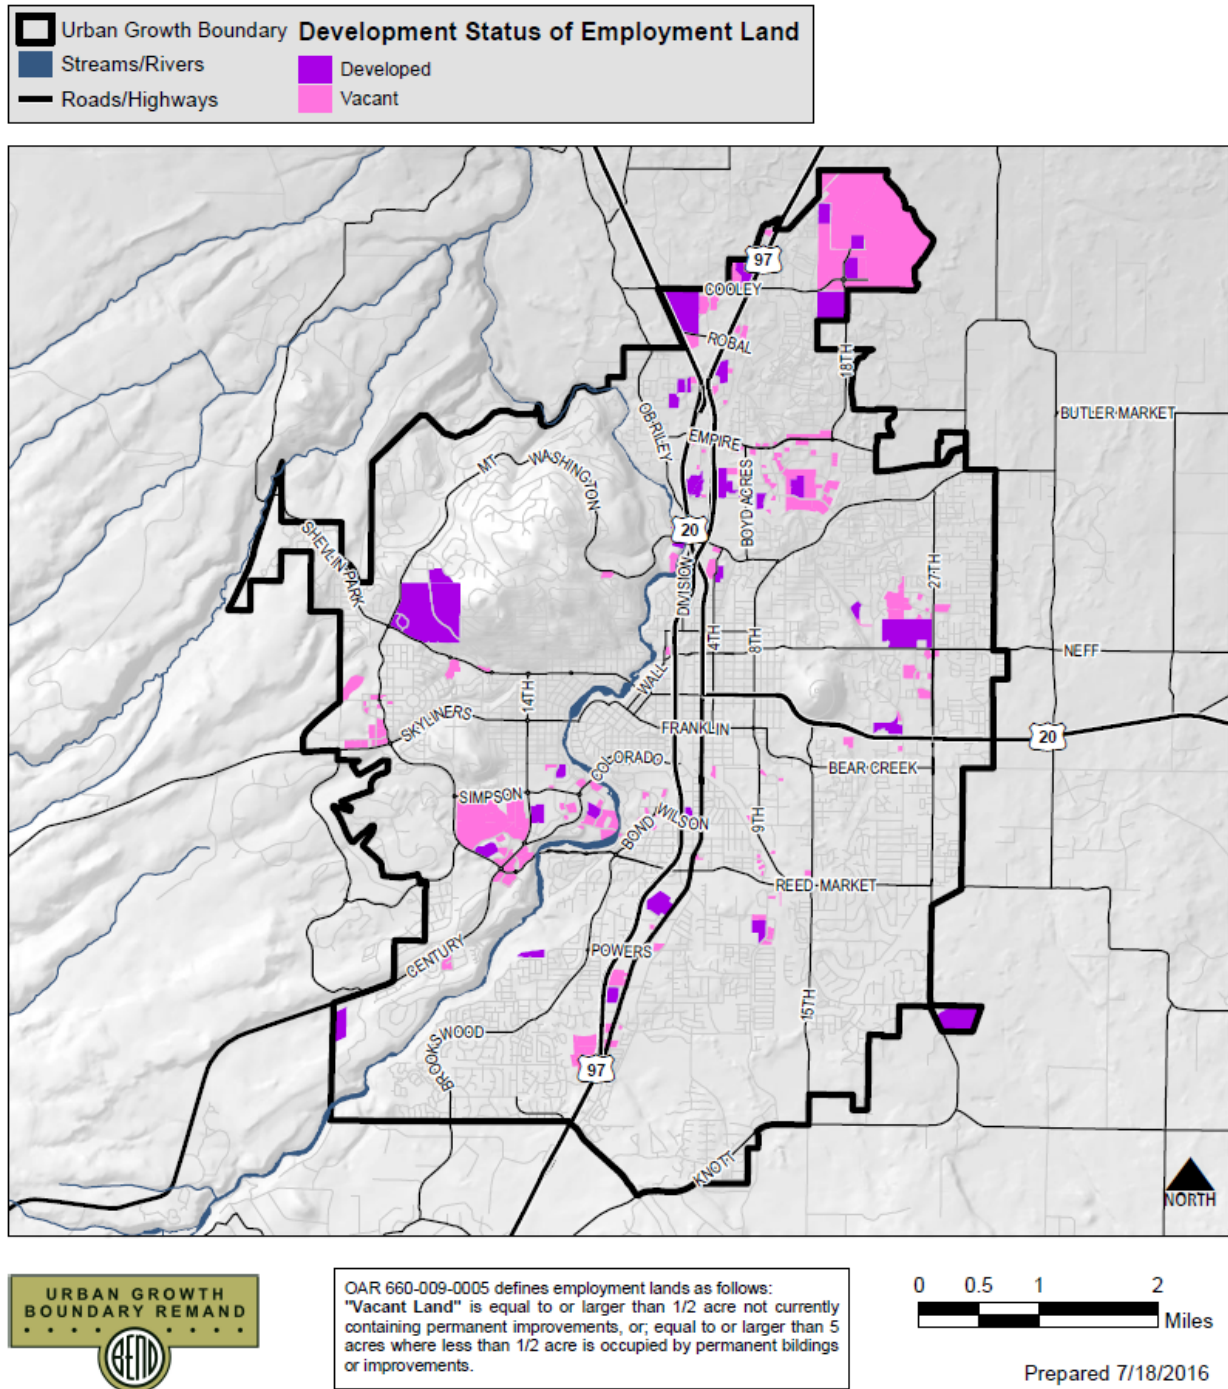 Urban Growth Boundary
Streams/Rivers
Roads/Highways
Development Status of Employment Land
Developed
Vacant
97
COOLEY
ROBAL
18TH
BUTLER MARKET
OB RILEY
EMPIRE
MT
WASHINGTON
BOYD ACRES
20
SHEVLIN PARK
27TH
DIVISION
4TH
8TH
NEFF
WALL
14TH
SKYLINERS
FRANKLIN
20
COLORADO
BEAR CREEK
SIMPSON
BOND
WILSON
9TH
REED MARKET
CENTURY
POWERS
15TH
BROOKSWOOD
97
KNOTT
NORTH
URBAN GROWTH
BOUNDARY REMAND
BEND
OAR 660-009-0005 defines employment lands as follows:
"Vacant Land" is equal to or larger than 1/2 acre not currently
containing permanent improvements, or; equal to or larger than 5
acres where less than 1/2 acre is occupied by permanent bildings
or improvements.
0 0.5 1 2
Miles
Prepared 7/18/2016